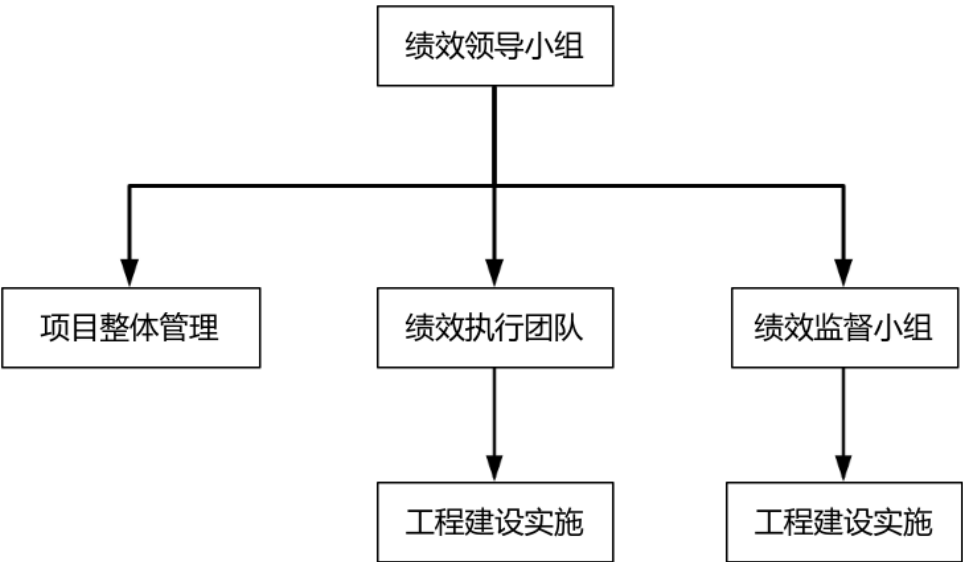 绩效领导小组
项目整体管理
绩效执行团队
绩效监督小组
工程建设实施
工程建设实施